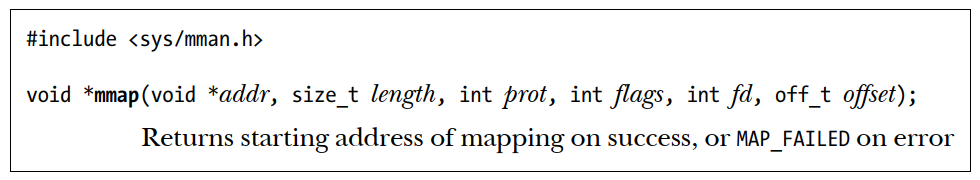 #include <sys/mman.h>
void *mmap(void *addr, size_t length, int prot, int flags, int fd, off_t offset);
Returns starting address of mapping on success, or MAP_FAILED on error